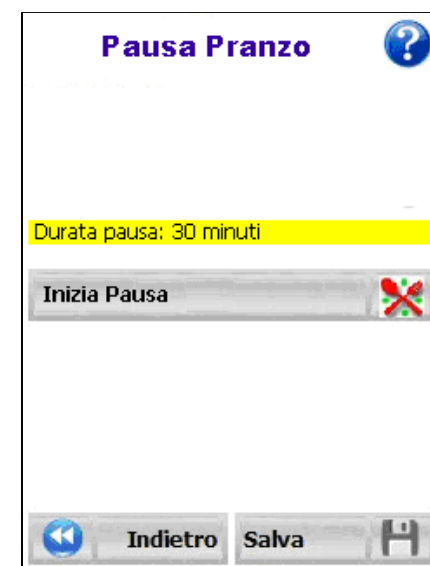 Pausa Pranzo ?
Durata pausa: 30 minuti
Inizia Pausa
Indietro Salva